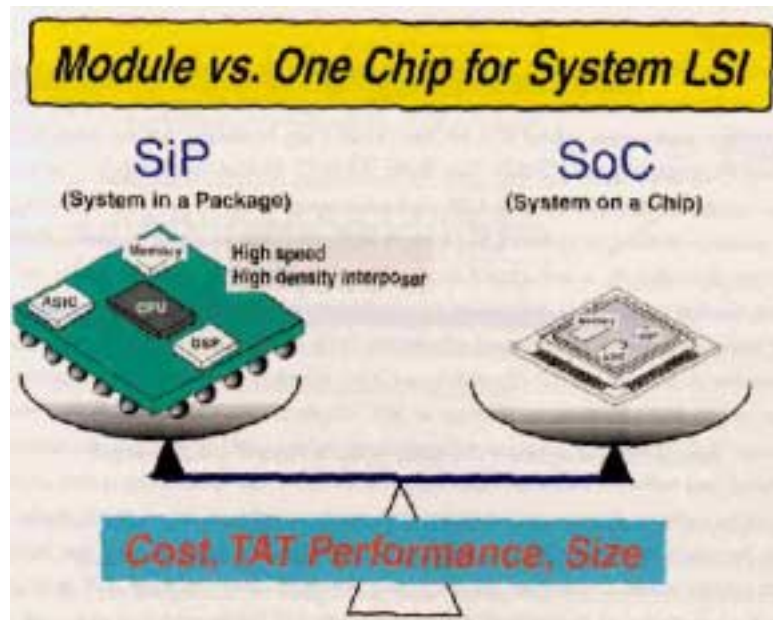 Module vs. One Chip for System LSI
SiP
(System in a Package)
SoC
(System on a Chip)
Memory
High speed
High density interposer
ASIC
CPU
DSP
Memory
Cost, TAT Performance, Size